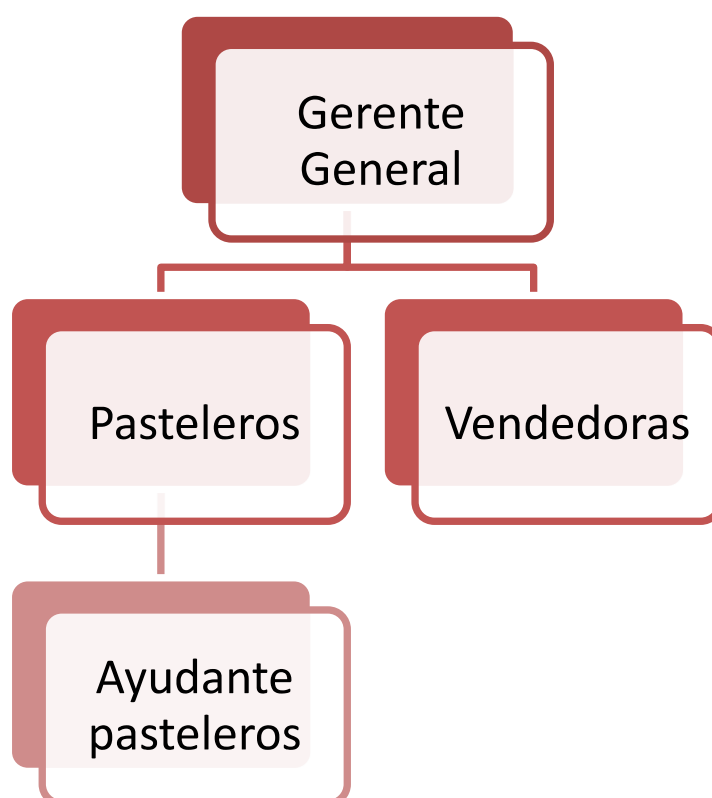 Gerente
General
Pasteleros
Vendedoras
Ayudante
pasteleros